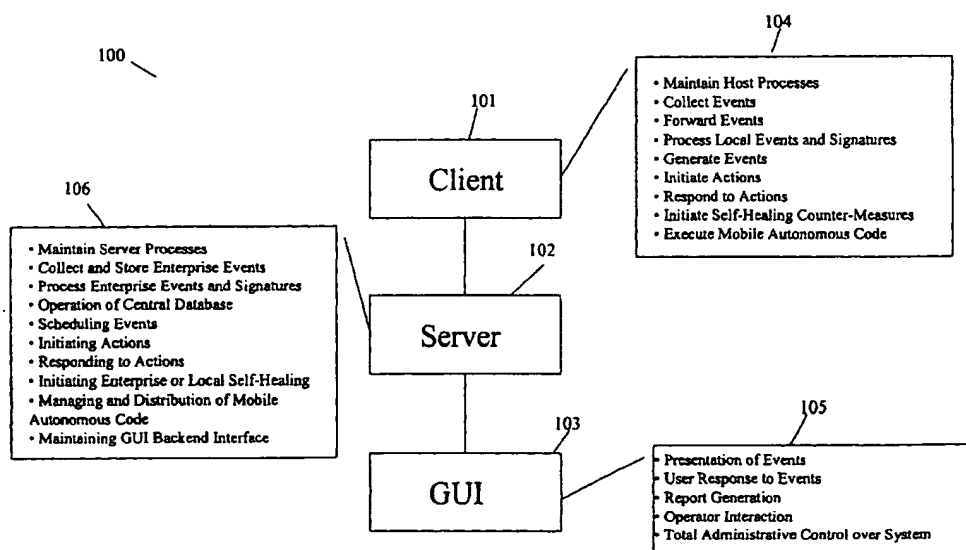 100
104
• Maintain Host Processes
• Collect Events
• Forward Events
• Process Local Events and Signatures
• Generate Events
• Initiate Actions
• Respond to Actions
• Initiate Self-Healing Counter-Measures
• Execute Mobile Autonomous Code
101
Client
106
• Maintain Server Processes
• Collect and Store Enterprise Events
• Process Enterprise Events and Signatures
• Operation of Central Database
• Scheduling Events
• Initiating Actions
• Responding to Actions
• Initiating Enterprise or Local Self-Healing
• Managing and Distribution of Mobile
Autonomous Code
• Maintaining GUI Backend Interface
102
Server
103
GUI
105
• Presentation of Events
• User Response to Events
• Report Generation
• Operator Interaction
• Total Administrative Control over System